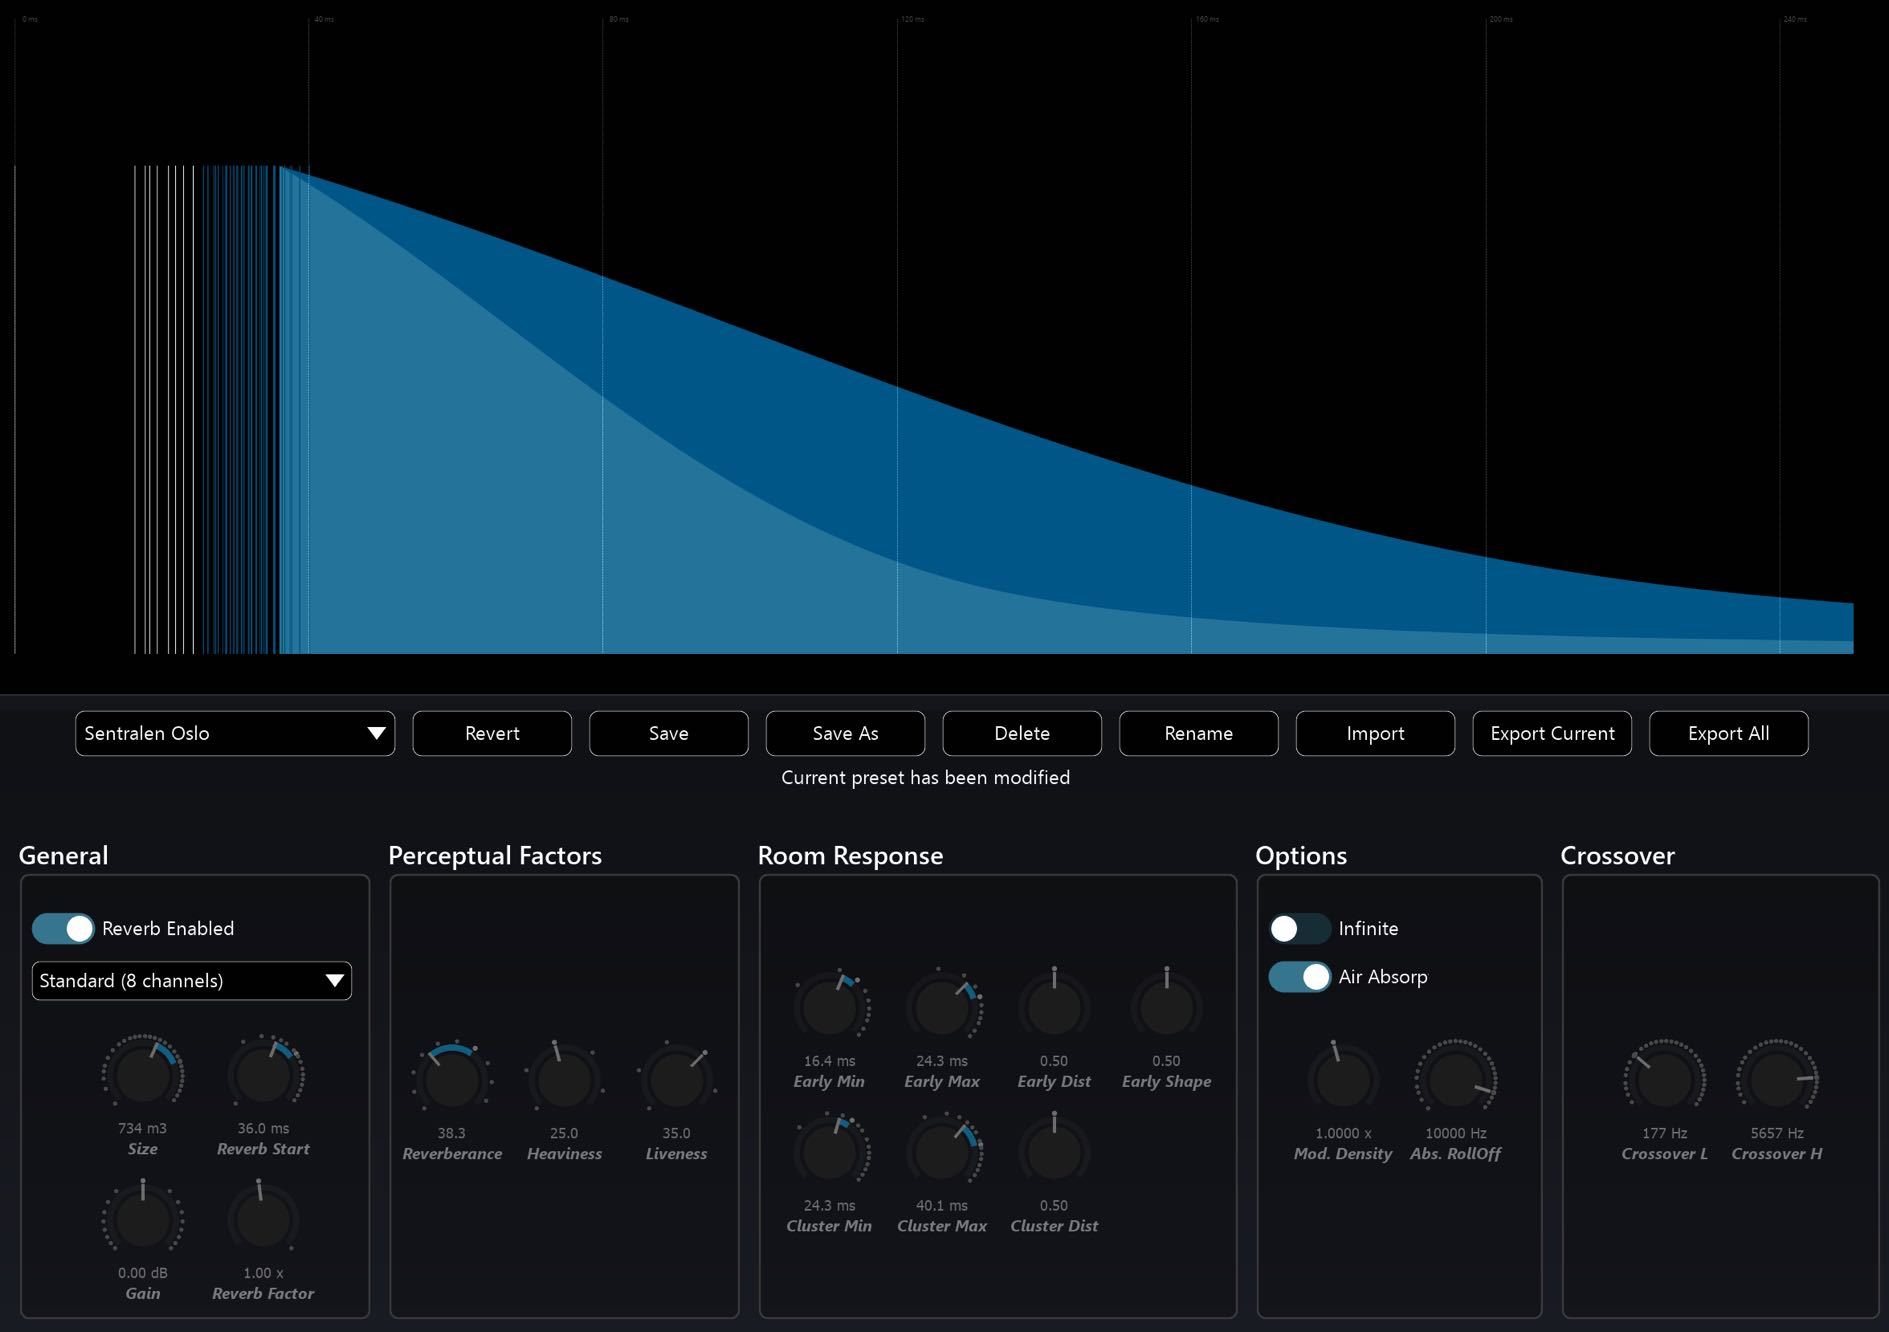 0 ms 40 ms 80 ms 120 ms 160 ms 200 ms 240 ms
Sentralen Oslo Revert Save Save As Delete Rename Import Export Current Export All
Current preset has been modified
General Perceptual Factors Room Response Options Crossover
Reverb Enabled Infinite
Standard (8 channels) Air Absorp
16.4 ms 24.3 ms 0.50 0.50
Early Min Early Max Early Dist Early Shape
734 m3 36.0 ms 38.3 25.0 35.0 1.0000 x 10000 Hz 177 Hz 5657 Hz
Size Reverb Start Reverberance Heaviness Liveness Mod. Density Abs. RollOff Crossover L Crossover H
24.3 ms 40.1 ms 0.50
Cluster Min Cluster Max Cluster Dist
0.00 dB 1.00 x
Gain Reverb Factor